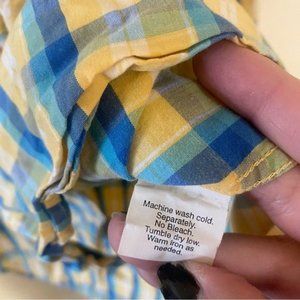 Machine wash cold.
Separately.
No Bleach.
Tumble dry low.
Warm iron as
needed.